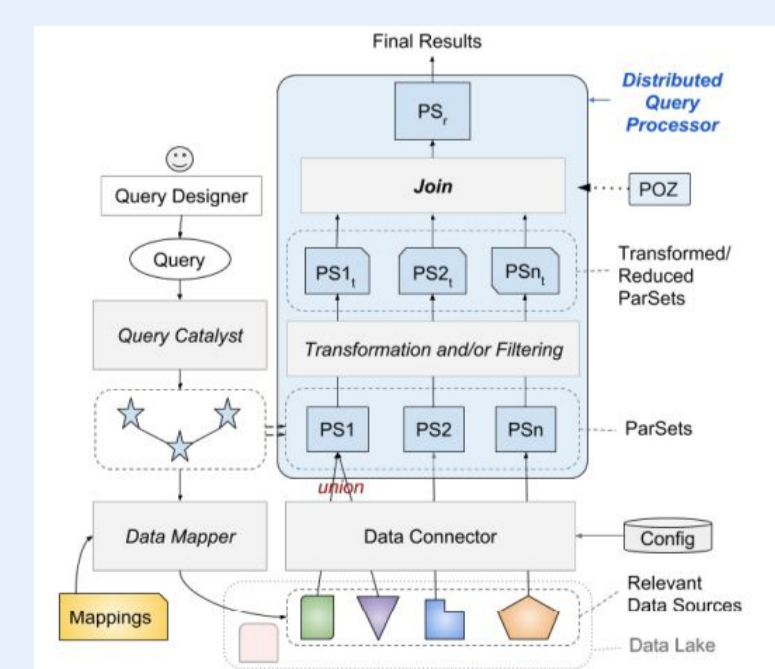 Final Results
Distributed
Query
Processor
PSr
Query Designer
Join
POZ
Query
PS1t
PS2t
PSnt
Transformed/
Reduced
ParSets
Query Catalyst
Transformation and/or Filtering
PS1
PS2
PSn
ParSets
union
Data Mapper
Data Connector
Config
Mappings
Relevant
Data Sources
Data Lake